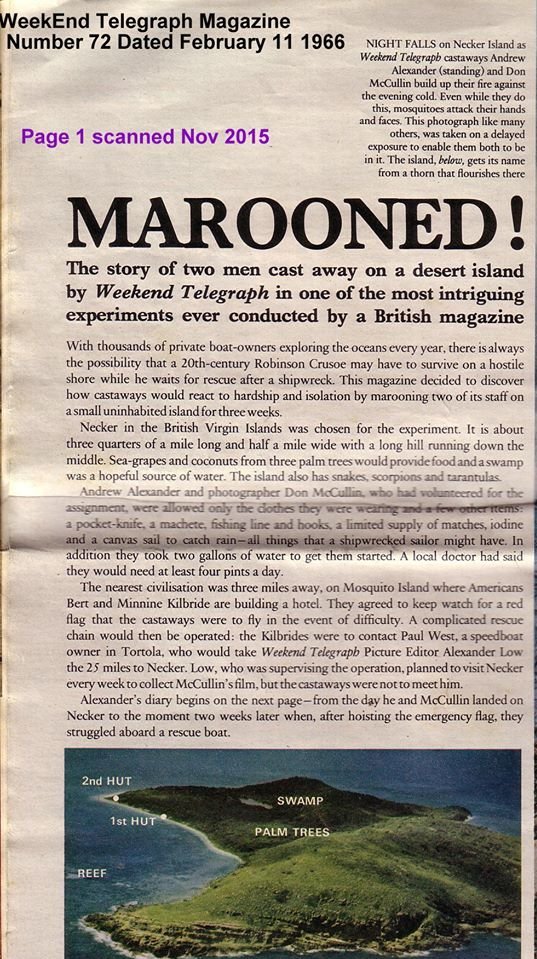 WeekEnd Telegraph Magazine
Number 72 Dated February 11 1966
NIGHT FALLS on Necker Island as
Weekend Telegraph castaways Andrew
Alexander (standing) and Don
McCullin build up their fire against
the evening cold. Even while they do
this, mosquitoes attack their hands
and faces. This photograph like many
others, was taken on a delayed
exposure to enable them both to be
in it. The island, below, gets its name
from a thorn that flourishes there
Page 1 scanned Nov 2015
MAROONED!
The story of two men cast away on a desert island
by Weekend Telegraph in one of the most intriguing
experiments ever conducted by a British magazine
With thousands of private boat-owners exploring the oceans every year, there is always
the possibility that a 20th-century Robinson Crusoe may have to survive on a hostile
shore while he waits for rescue after a shipwreck. This magazine decided to discover
how castaways would react to hardship and isolation by marooning two of its staff on
a small uninhabited island for three weeks.
Necker in the British Virgin Islands was chosen for the experiment. It is about
three quarters of a mile long and half a mile wide with a long hill running down the
middle. Sea-grapes and coconuts from three palm trees would provide food and a swamp
was a hopeful source of water. The island also has snakes, scorpions and tarantulas.
Andrew Alexander and photographer Don McCullin, who had volunteered for the
assignment, were allowed only the clothes they were wearing and a few other items:
a pocket-knife, a machete, fishing line and hooks, a limited supply of matches, iodine
and a canvas sail to catch rain—all things that a shipwrecked sailor might have. In
addition they took two gallons of water to get them started. A local doctor had said
they would need at least four pints a day.
The nearest civilisation was three miles away, on Mosquito Island where Americans
Bert and Minnine Kilbride are building a hotel. They agreed to keep watch for a red
flag that the castaways were to fly in the event of difficulty. A complicated rescue
chain would then be operated: the Kilbrides were to contact Paul West, a speedboat
owner in Tortola, who would take Weekend Telegraph Picture Editor Alexander Low
the 25 miles to Necker. Low, who was supervising the operation, planned to visit Necker
every week to collect McCullin's film, but the castaways were not to meet him.
Alexander's diary begins on the next page—from the day he and McCullin landed on
Necker to the moment two weeks later when, after hoisting the emergency flag, they
struggled aboard a rescue boat.
2nd HUT
SWAMP
1st HUT
PALM TREES
REEF